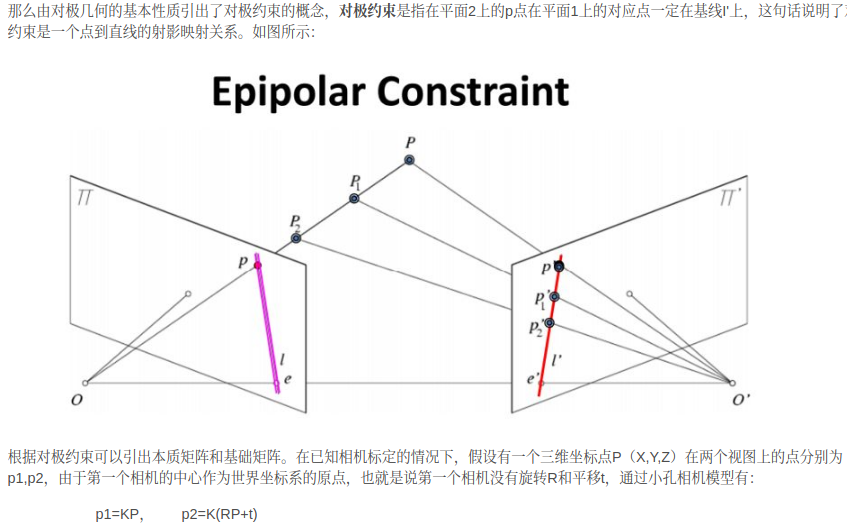 那么由对极几何的基本性质引出了对极约束的概念，对极约束是指在平面2上的p点在平面1上的对应点一定在基线l'上，这句话说明了
约束是一个点到直线的射影映射关系。如图所示：
Epipolar Constraint
P
P1
P2
π
π'
p
p'
p1'
p2'
l
l'
e
e'
O
O'
根据对极约束可以引出本质矩阵和基础矩阵。在已知相机标定的情况下，假设有一个三维坐标点P（X,Y,Z）在两个视图上的点分别为
p1,p2，由于第一个相机的中心作为世界坐标系的原点，也就是说第一个相机没有旋转R和平移t，通过小孔相机模型有：
p1=KP, p2=K(RP+t)